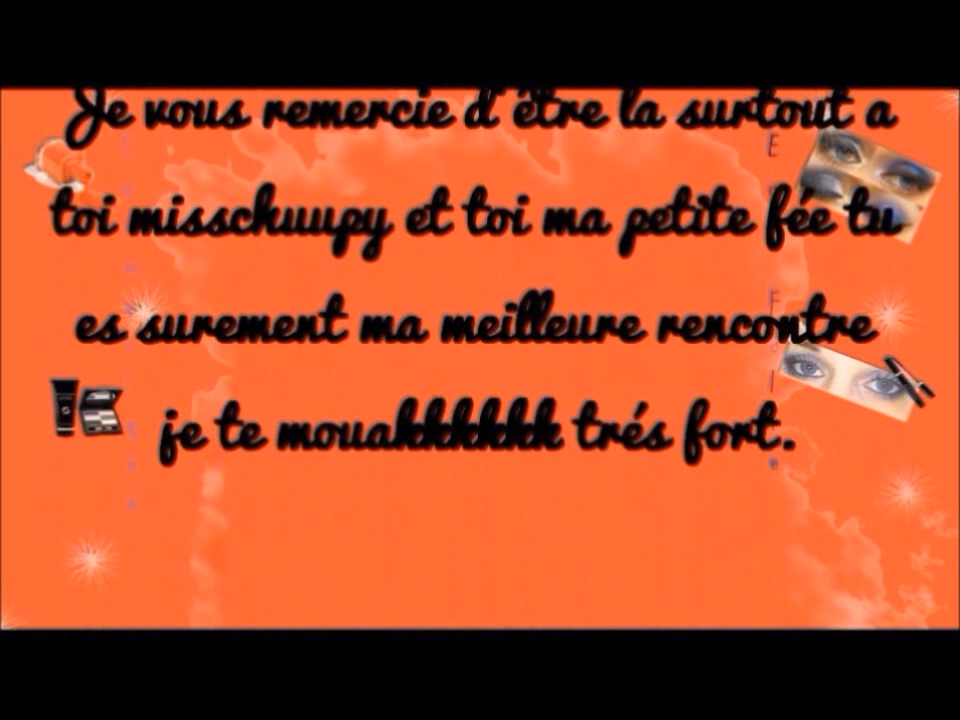 Je vous remercie d'être la surtout a
toi misschuupy et toi ma petite fée tu
es surement ma meilleure rencontre
je te mouakkkkkkk trés fort.